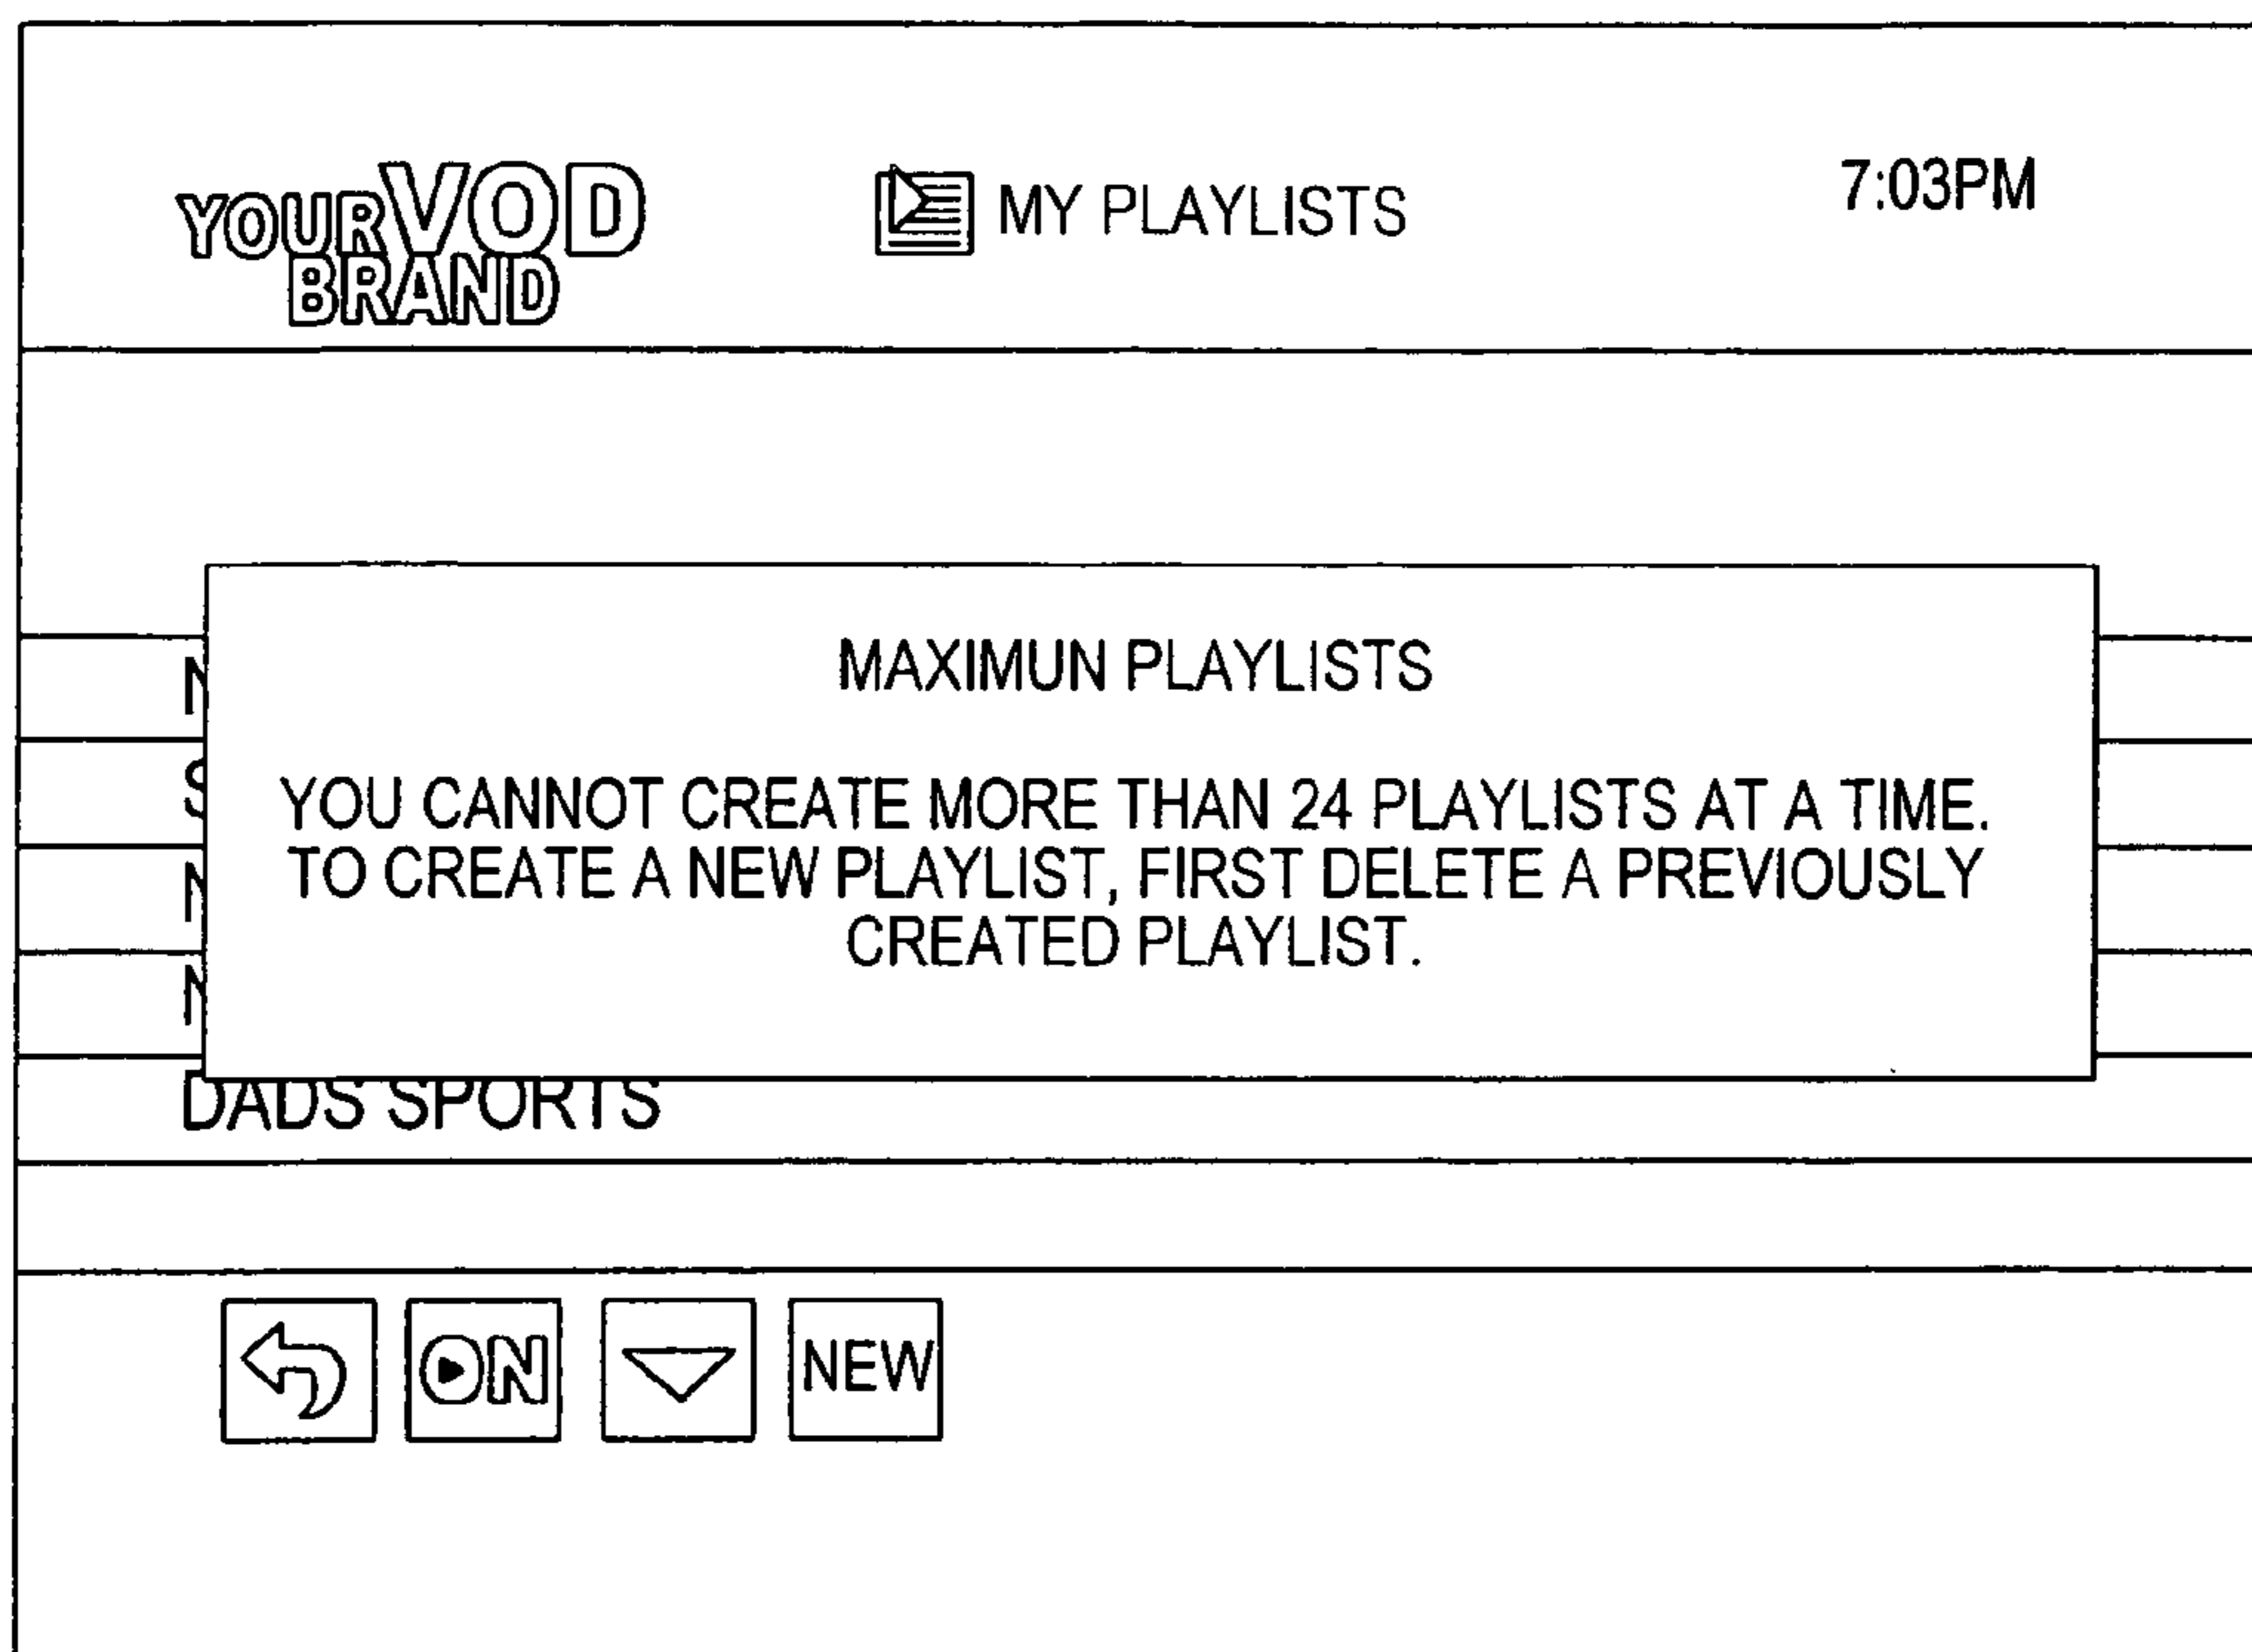 YOUR VOD
BRAND
MY PLAYLISTS
7:03PM
MAXIMUN PLAYLISTS
YOU CANNOT CREATE MORE THAN 24 PLAYLISTS AT A TIME.
TO CREATE A NEW PLAYLIST, FIRST DELETE A PREVIOUSLY
CREATED PLAYLIST.
DADS SPORTS
ON
NEW